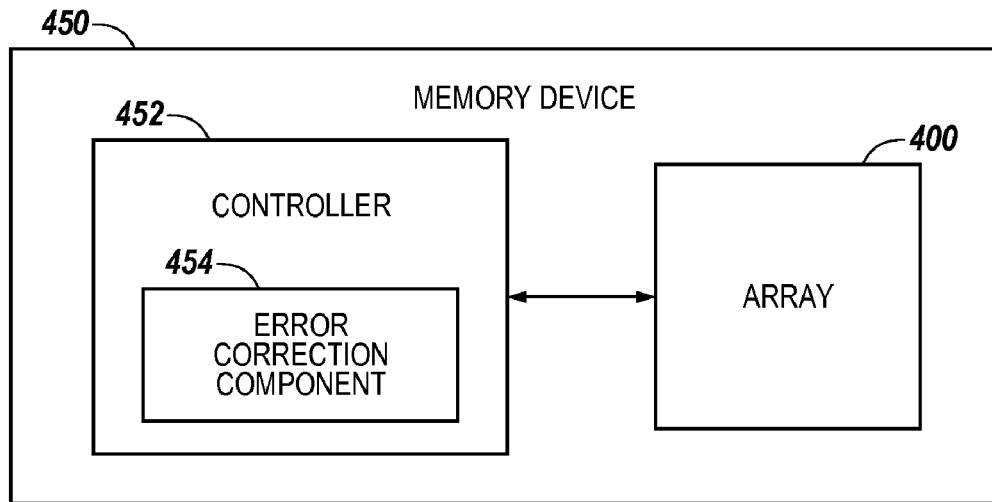 450
MEMORY DEVICE
452
400
CONTROLLER
454
ARRAY
ERROR
CORRECTION
COMPONENT